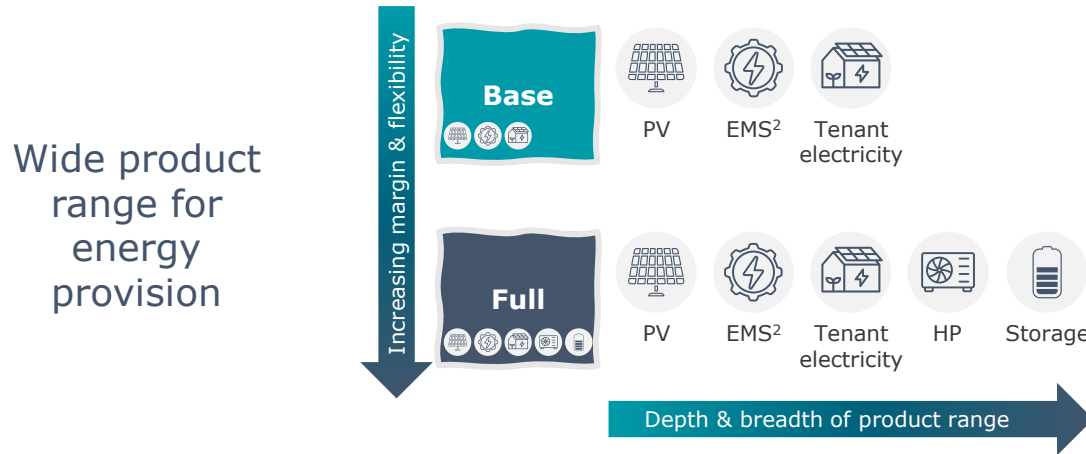 Wide product
range for
energy
provision
Increasing margin & flexibility
Base
PV
EMS²
Tenant
electricity
Full
PV
EMS²
Tenant
electricity
HP
Storage
Depth & breadth of product range